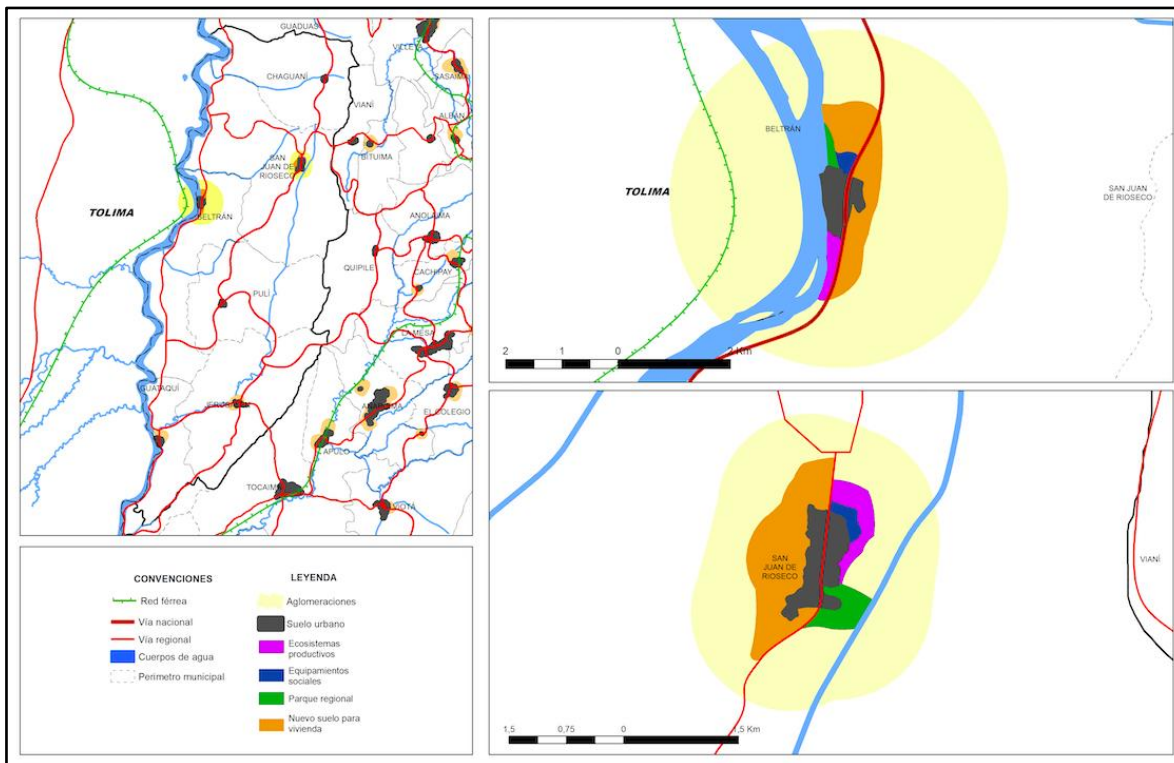 GUADUAS
VILLETA
CHAGUANÍ
SASAIMA
VIANÍ
ALBÁN
SAN
JUAN DE
RIOSECO
BITUIMA
TOLIMA
BELTRÁN
ANOLAIMA
QUIPILE
CACHIPAY
PULÍ
LA MESA
GUATAQUÍ
JERUSALÉN
ANAPOIMA
EL COLEGIO
APULO
TOCAIMA
VIOTÁ
BELTRÁN
TOLIMA
SAN JUAN
DE RIOSECO
2 1 0 2 Km
SAN
JUAN DE
RIOSECO
VIANÍ
1,5 0,75 0 1,5 Km
CONVENCIONES
Red férrea
Vía nacional
Vía regional
Cuerpos de agua
Perimetro municipal
LEYENDA
Aglomeraciones
Suelo urbano
Ecosistemas
productivos
Equipamientos
sociales
Parque regional
Nuevo suelo para
vivienda